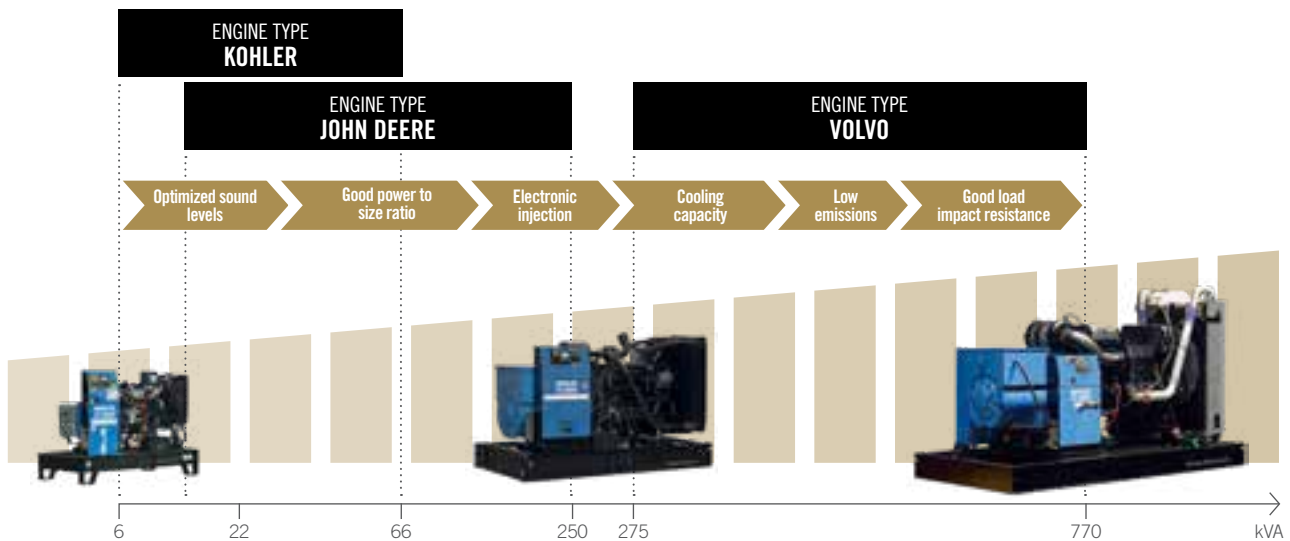 ENGINE TYPE
KOHLER
ENGINE TYPE
JOHN DEERE
ENGINE TYPE
VOLVO
Optimized sound
levels
Good power to
size ratio
Electronic
injection
Cooling
capacity
Low
emissions
Good load
impact resistance
6
22
66
250
275
770
kVA